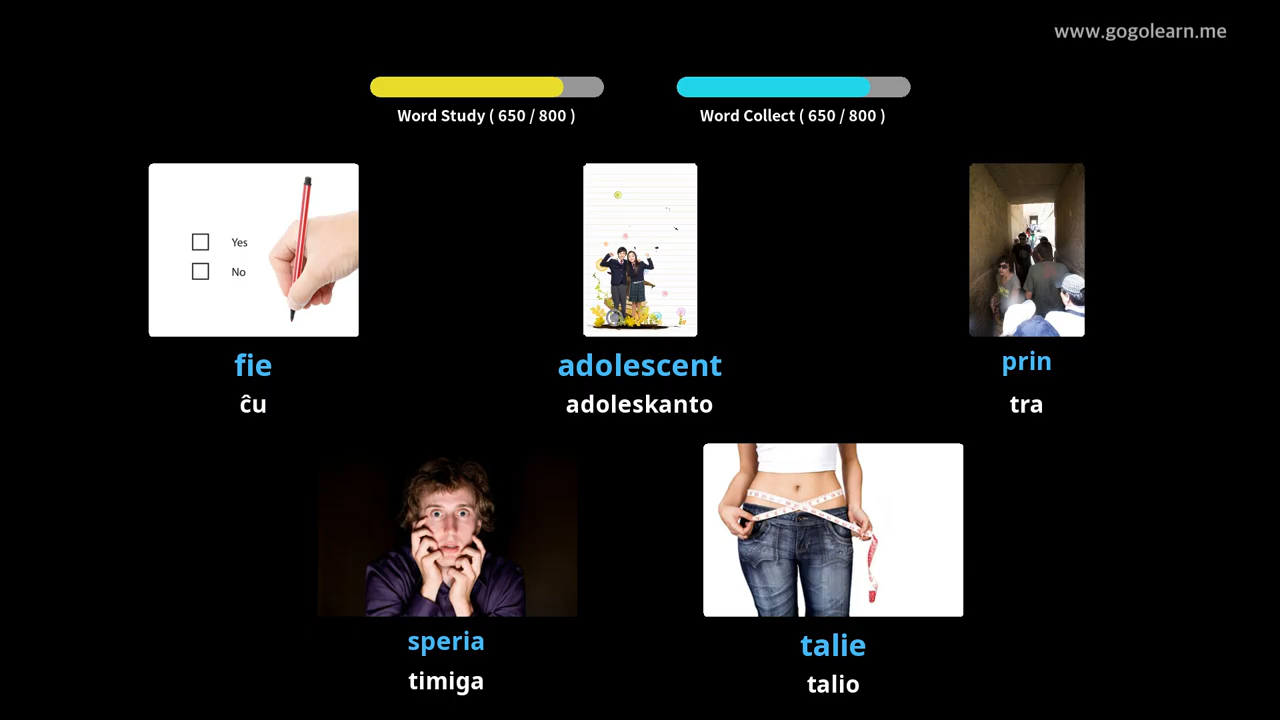 www.gogolearn.me
Word Study ( 650 / 800 )
Word Collect ( 650 / 800 )
Yes
No
fie
ĉu
adolescent
adoleskanto
prin
tra
speria
timiga
talie
talio